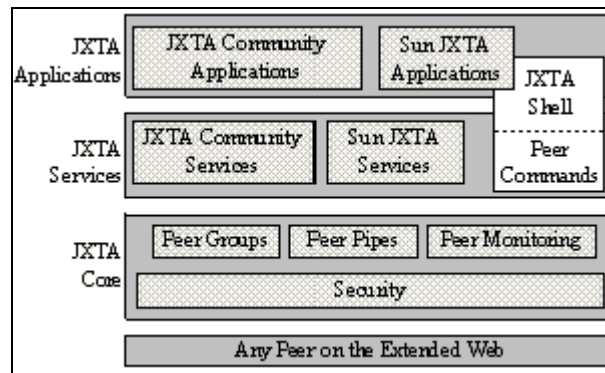 JXTA
Applications
JXTA Community
Applications
Sun JXTA
Applications
JXTA
Shell
Peer
Commands
JXTA
Services
JXTA Community
Services
Sun JXTA
Services
JXTA
Core
Peer Groups
Peer Pipes
Peer Monitoring
Security
Any Peer on the Extended Web